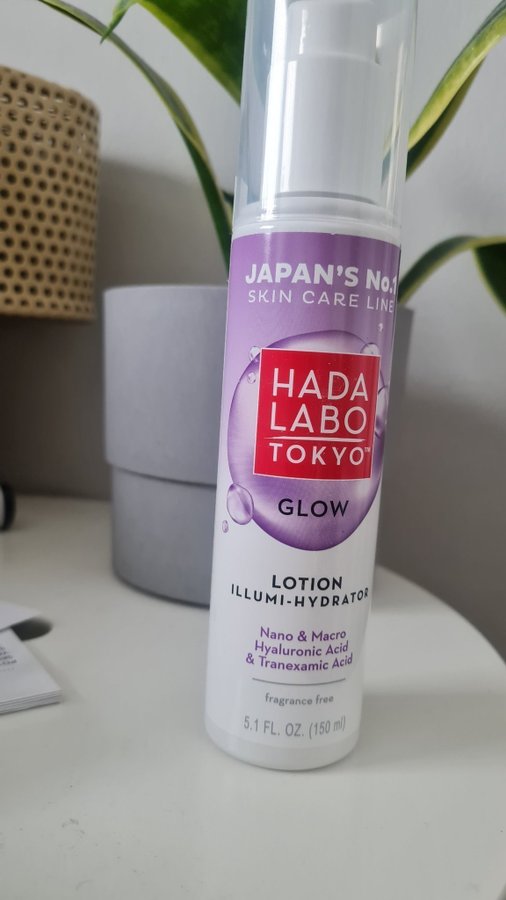 JAPAN'S No.1
SKIN CARE LINE
HADA
LABO
TOKYO™
GLOW
LOTION
ILLUMI-HYDRATOR
Nano & Macro
Hyaluronic Acid
& Tranexamic Acid
fragrance free
5.1 FL. OZ. (150 ml)